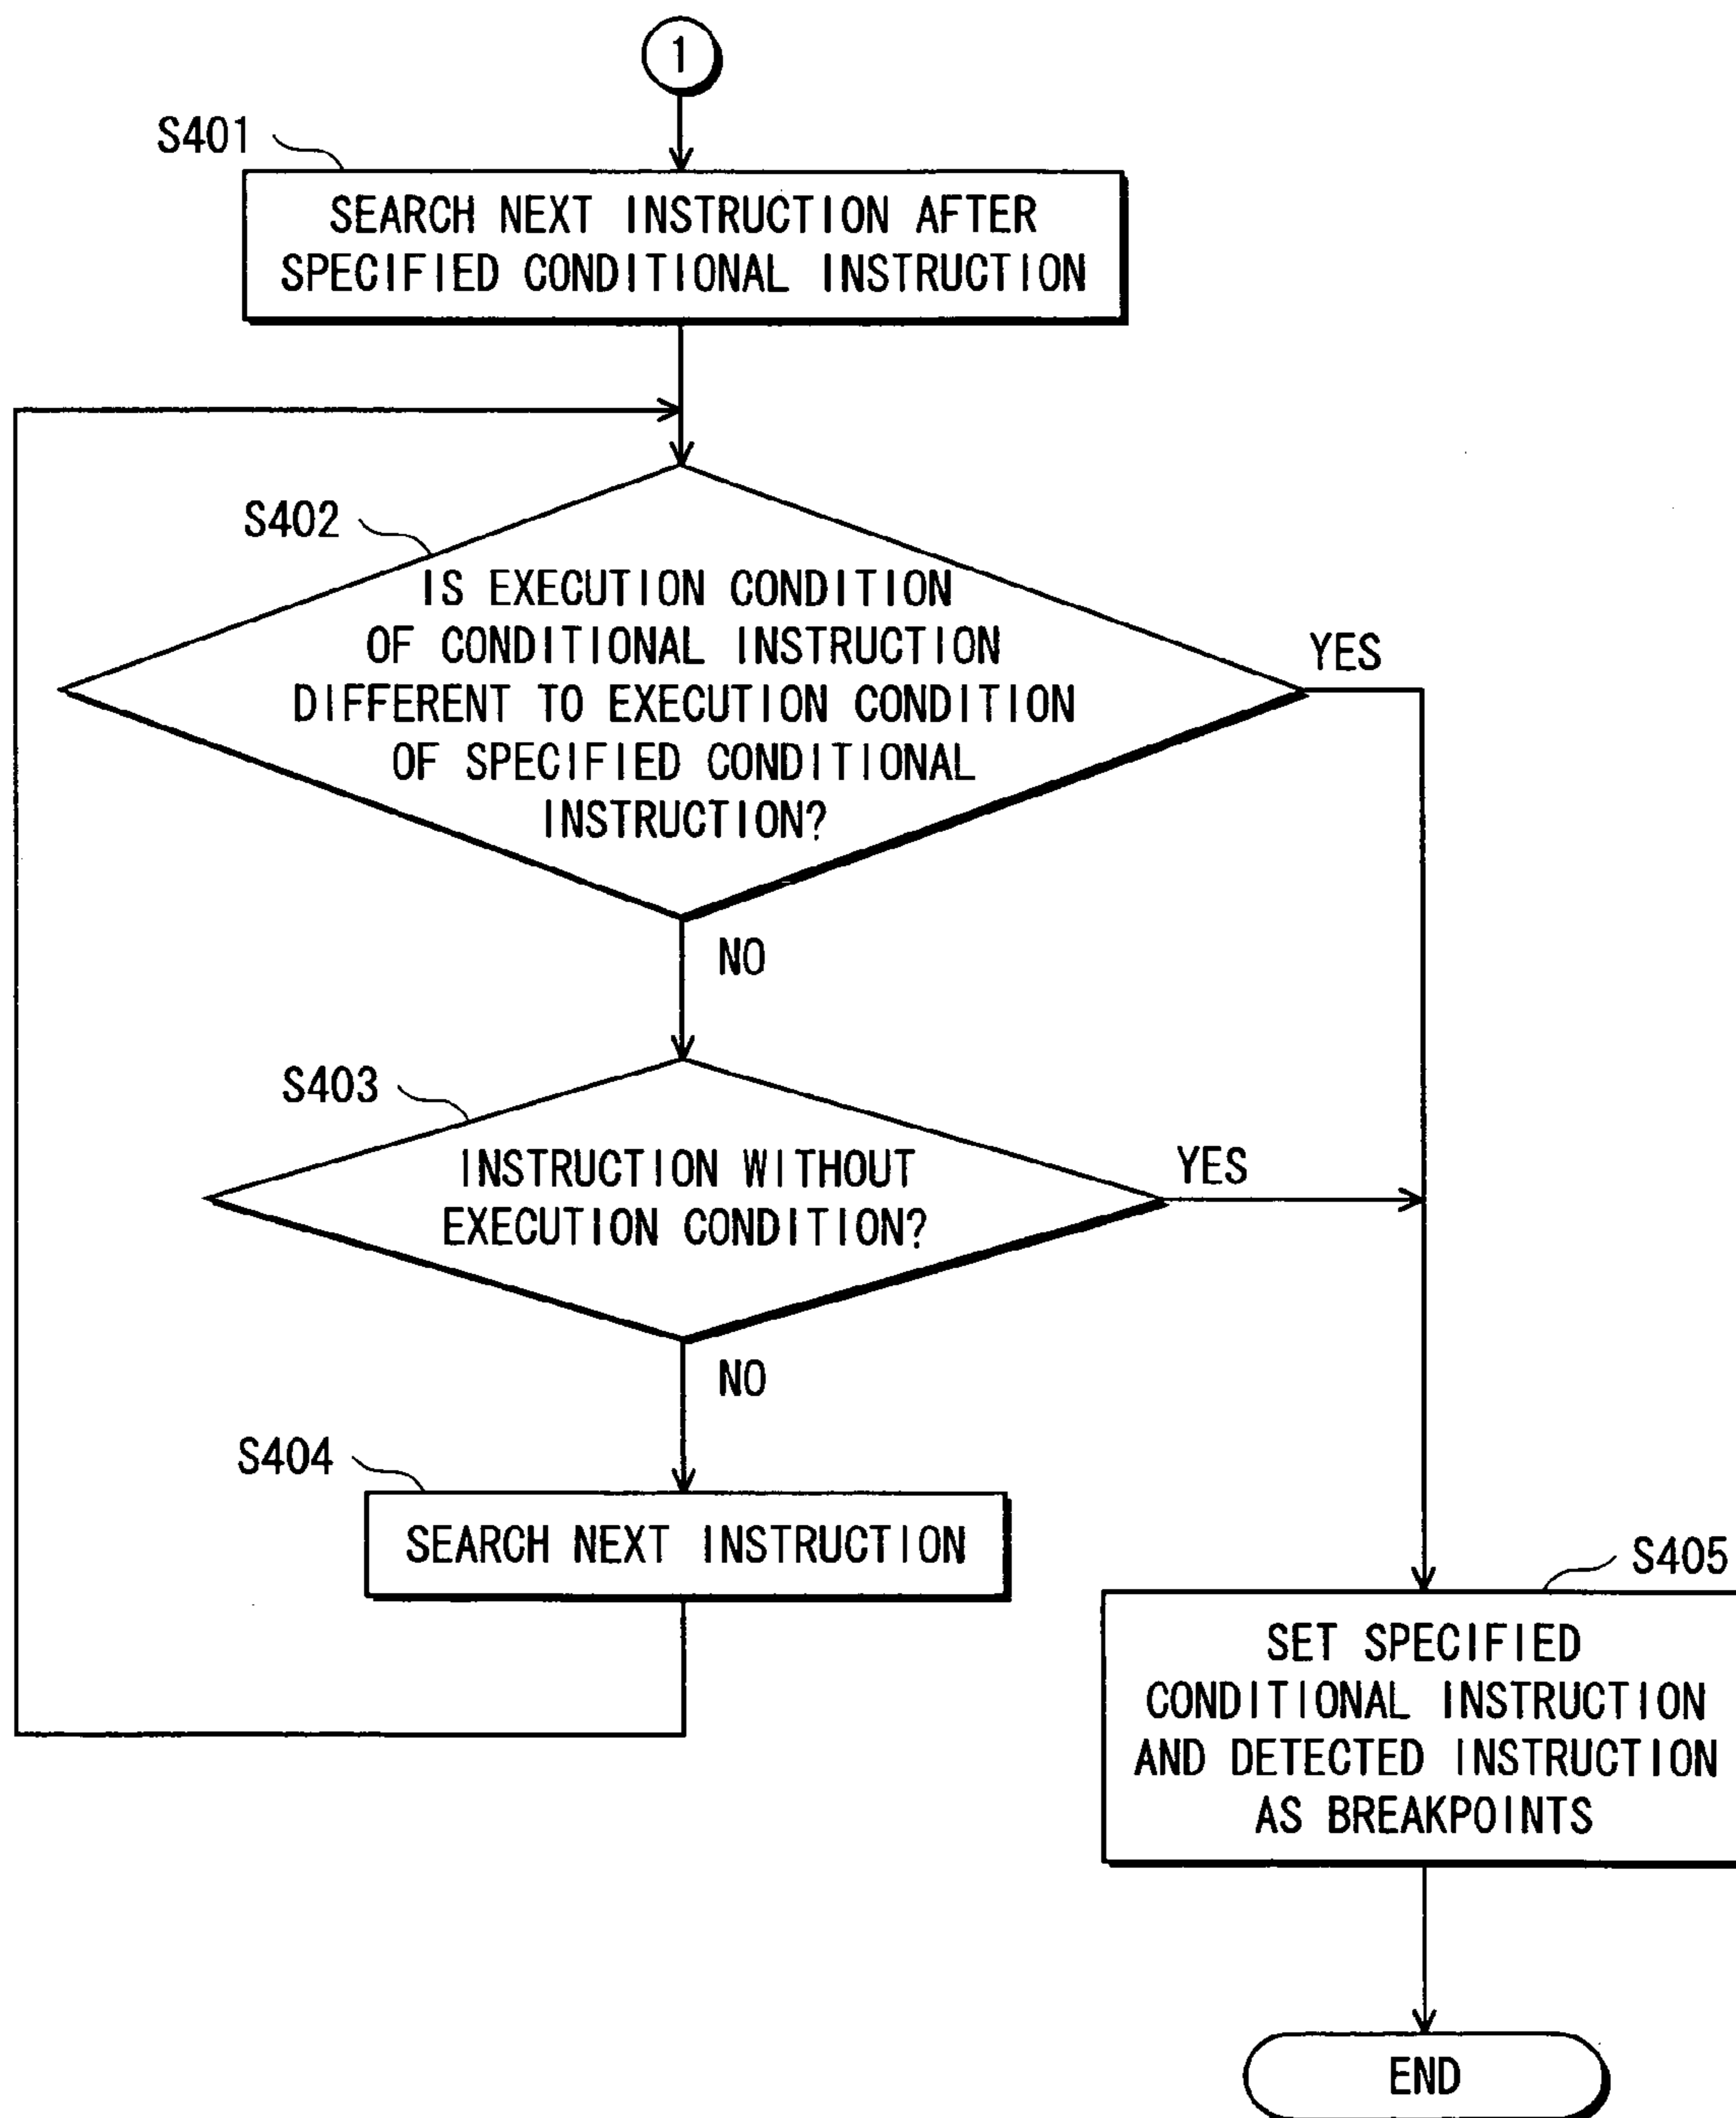 1
S401
SEARCH NEXT INSTRUCTION AFTER
SPECIFIED CONDITIONAL INSTRUCTION
S402
IS EXECUTION CONDITION
OF CONDITIONAL INSTRUCTION
DIFFERENT TO EXECUTION CONDITION
OF SPECIFIED CONDITIONAL
INSTRUCTION?
YES
NO
S403
INSTRUCTION WITHOUT
EXECUTION CONDITION?
YES
NO
S404
SEARCH NEXT INSTRUCTION
S405
SET SPECIFIED
CONDITIONAL INSTRUCTION
AND DETECTED INSTRUCTION
AS BREAKPOINTS
END